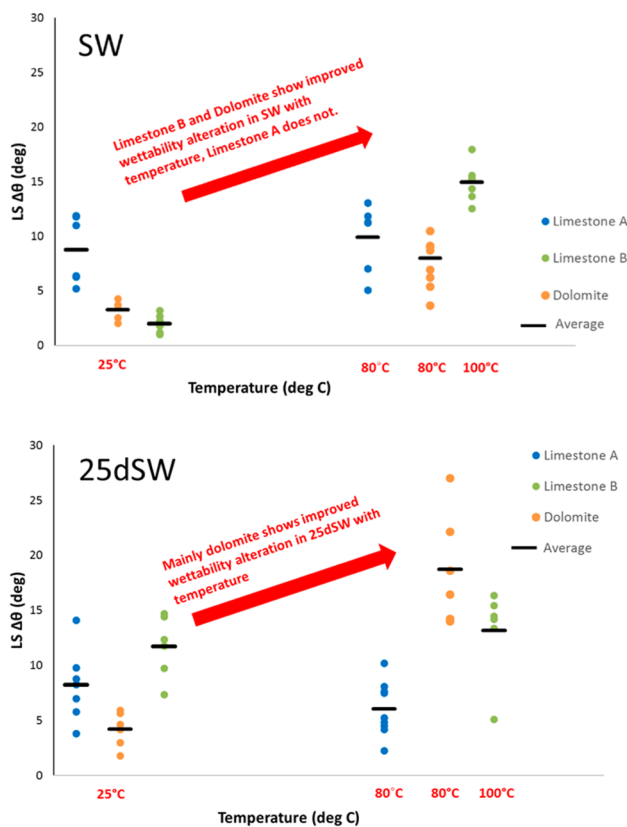 SW
30
25
20
15
10
5
0
LS Δθ (deg)
Limestone B and Dolomite show improved
wettability alteration in SW with
temperature, Limestone A does not.
Limestone A
Limestone B
Dolomite
Average
25°C
80°C
80°C
100°C
Temperature (deg C)
25dSW
30
25
20
15
10
5
0
LS Δθ (deg)
Mainly dolomite shows improved
wettability alteration in 25dSW with
temperature
Limestone A
Limestone B
Dolomite
Average
25°C
80°C
80°C
100°C
Temperature (deg C)